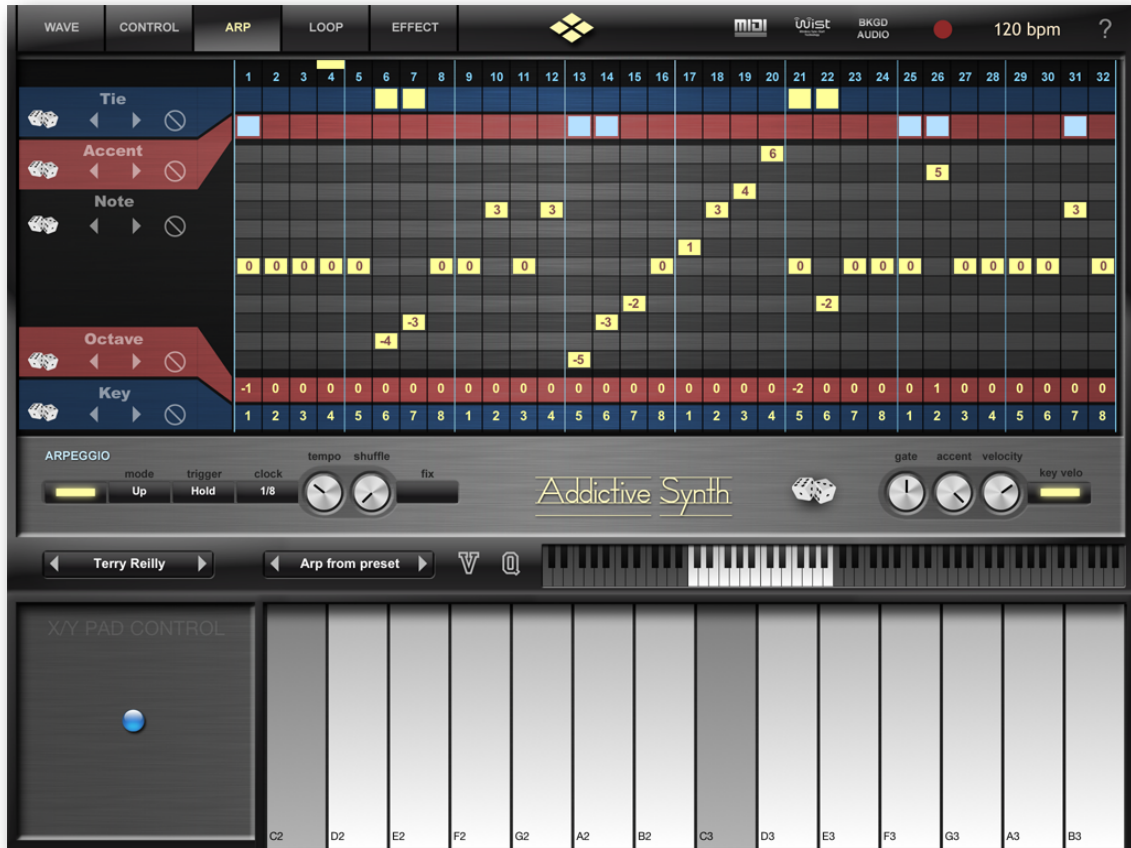 WAVE CONTROL ARP LOOP EFFECT MIDI Wist BKGD AUDIO 120 bpm ?
1 2 3 4 5 6 7 8 9 10 11 12 13 14 15 16 17 18 19 20 21 22 23 24 25 26 27 28 29 30 31 32
Tie
Accent
6
5
4
Note
3 3 3 3
1
0 0 0 0 0 0 0 0 0 0 0 0 0 0 0 0 0
-2 -2
-3 -3
Octave
-4
-5
-1 0 0 0 0 0 0 0 0 0 0 0 0 0 0 0 0 0 0 0 -2 0 0 0 0 1 0 0 0 0 0 0
Key
1 2 3 4 5 6 7 8 1 2 3 4 5 6 7 8 1 2 3 4 5 6 7 8 1 2 3 4 5 6 7 8
ARPEGGIO
mode trigger clock tempo shuffle fix
Up Hold 1/8
Addictive Synth
gate accent velocity key velo
Terry Reilly Arp from preset V Q
X/Y PAD CONTROL
C2 D2 E2 F2 G2 A2 B2 C3 D3 E3 F3 G3 A3 B3